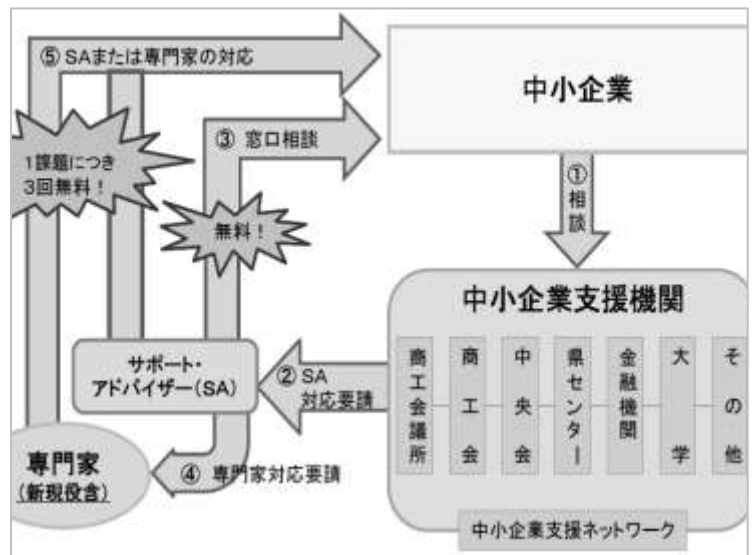 ⑤ SAまたは専門家の対応
中小企業
③ 窓口相談
1課題につき
3回無料！
①
相談
無料！
中小企業支援機関
商工会議所
商工会
中央会
県センター
金融機関
大学
その他
サポート・
アドバイザー(SA)
② SA
対応要請
専門家
(新現役含)
④ 専門家対応要請
中小企業支援ネットワーク